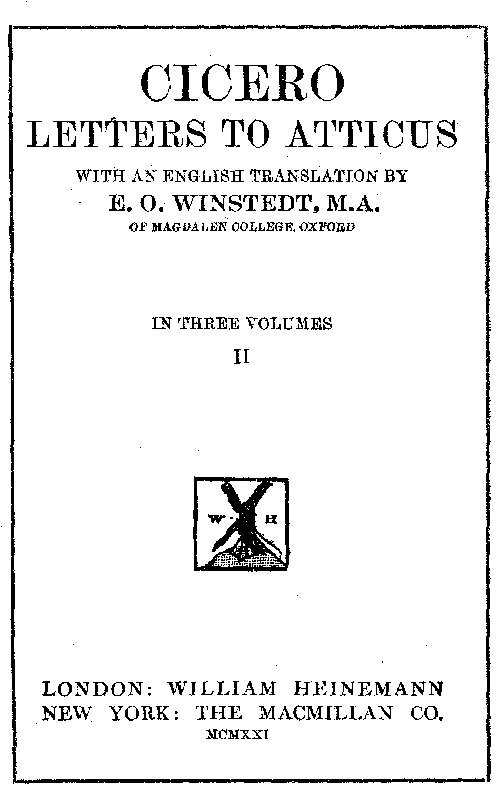 CICERO
LETTERS TO ATTICUS
WITH AN ENGLISH TRANSLATION BY
E. O. WINSTEDT, M.A.
OF MAGDALEN COLLEGE, OXFORD
IN THREE VOLUMES
II
W H
LONDON: WILLIAM HEINEMANN
NEW YORK: THE MACMILLAN CO.
MCMXXI